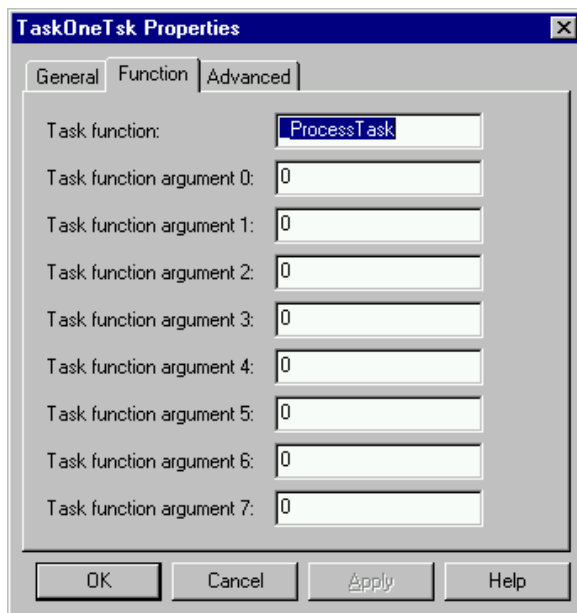 TaskOneTsk Properties
General Function Advanced
Task function: _ProcessTask
Task function argument 0: 0
Task function argument 1: 0
Task function argument 2: 0
Task function argument 3: 0
Task function argument 4: 0
Task function argument 5: 0
Task function argument 6: 0
Task function argument 7: 0
OK Cancel Apply Help